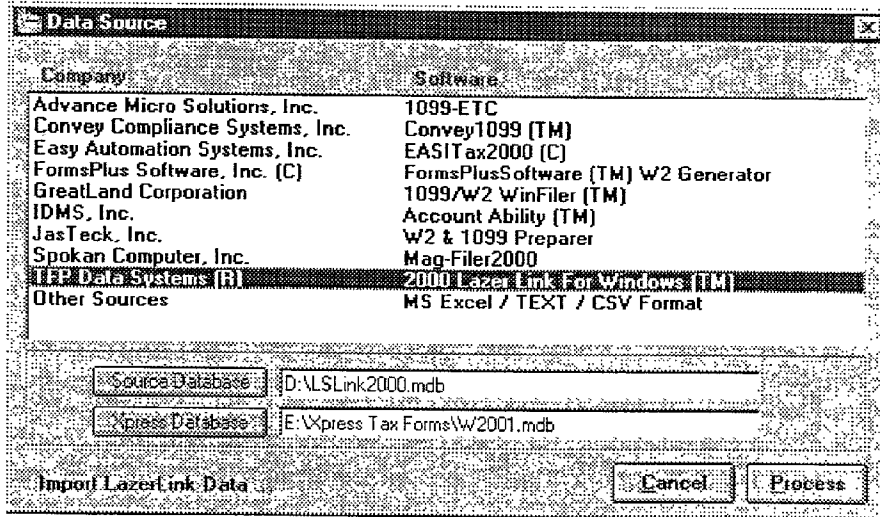 Data Source
Company Software
Advance Micro Solutions, Inc. 1099-ETC
Convey Compliance Systems, Inc. Convey1099 (TM)
Easy Automation Systems, Inc. EASITax2000 (C)
FormsPlus Software, Inc. (C) FormsPlusSoftware (TM) W2 Generator
GreatLand Corporation 1099/W2 WinFiler (TM)
IDMS, Inc. Account Ability (TM)
JasTeck, Inc. W2 & 1099 Preparer
Spokan Computer, Inc. Mag-Filer2000
TFP Data Systems (R) 2000 Lazer Link For Windows (TM)
Other Sources MS Excel / TEXT / CSV Format
Source Database D:\LSLink2000.mdb
Xpress Database E:\Xpress Tax Forms\W2001.mdb
Import LazerLink Data ... Cancel Process